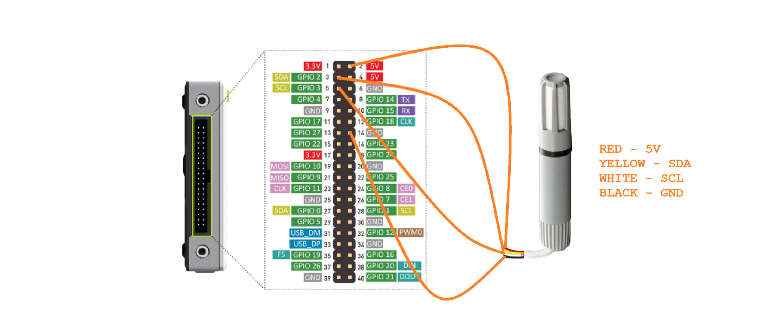 3.3V 1 2 5V
SDA GPIO 2 3 4 5V
SCL GPIO 3 5 6 GND
GPIO 4 7 8 GPIO 14 TX
GND 9 10 GPIO 15 RX
GPIO 17 11 12 GPIO 18 CLK
GPIO 27 13 14 GND
GPIO 22 15 16 GPIO 23
3.3V 17 18 GPIO 24
MOSI GPIO 10 19 20 GND
MISO GPIO 9 21 22 GPIO 25
CLK GPIO 11 23 24 GPIO 8 CE0
GND 25 26 GPIO 7 CE1
SDA GPIO 0 27 28 GPIO 1 SCL
GPIO 5 29 30 GND
USB_DM 31 32 GPIO 12 PWM0
USB_DP 33 34 GND
FS GPIO 19 35 36 GPIO 16
GPIO 26 37 38 GPIO 20 DIN
GND 39 40 GPIO 21 DOUT
RED - 5V
YELLOW - SDA
WHITE - SCL
BLACK - GND